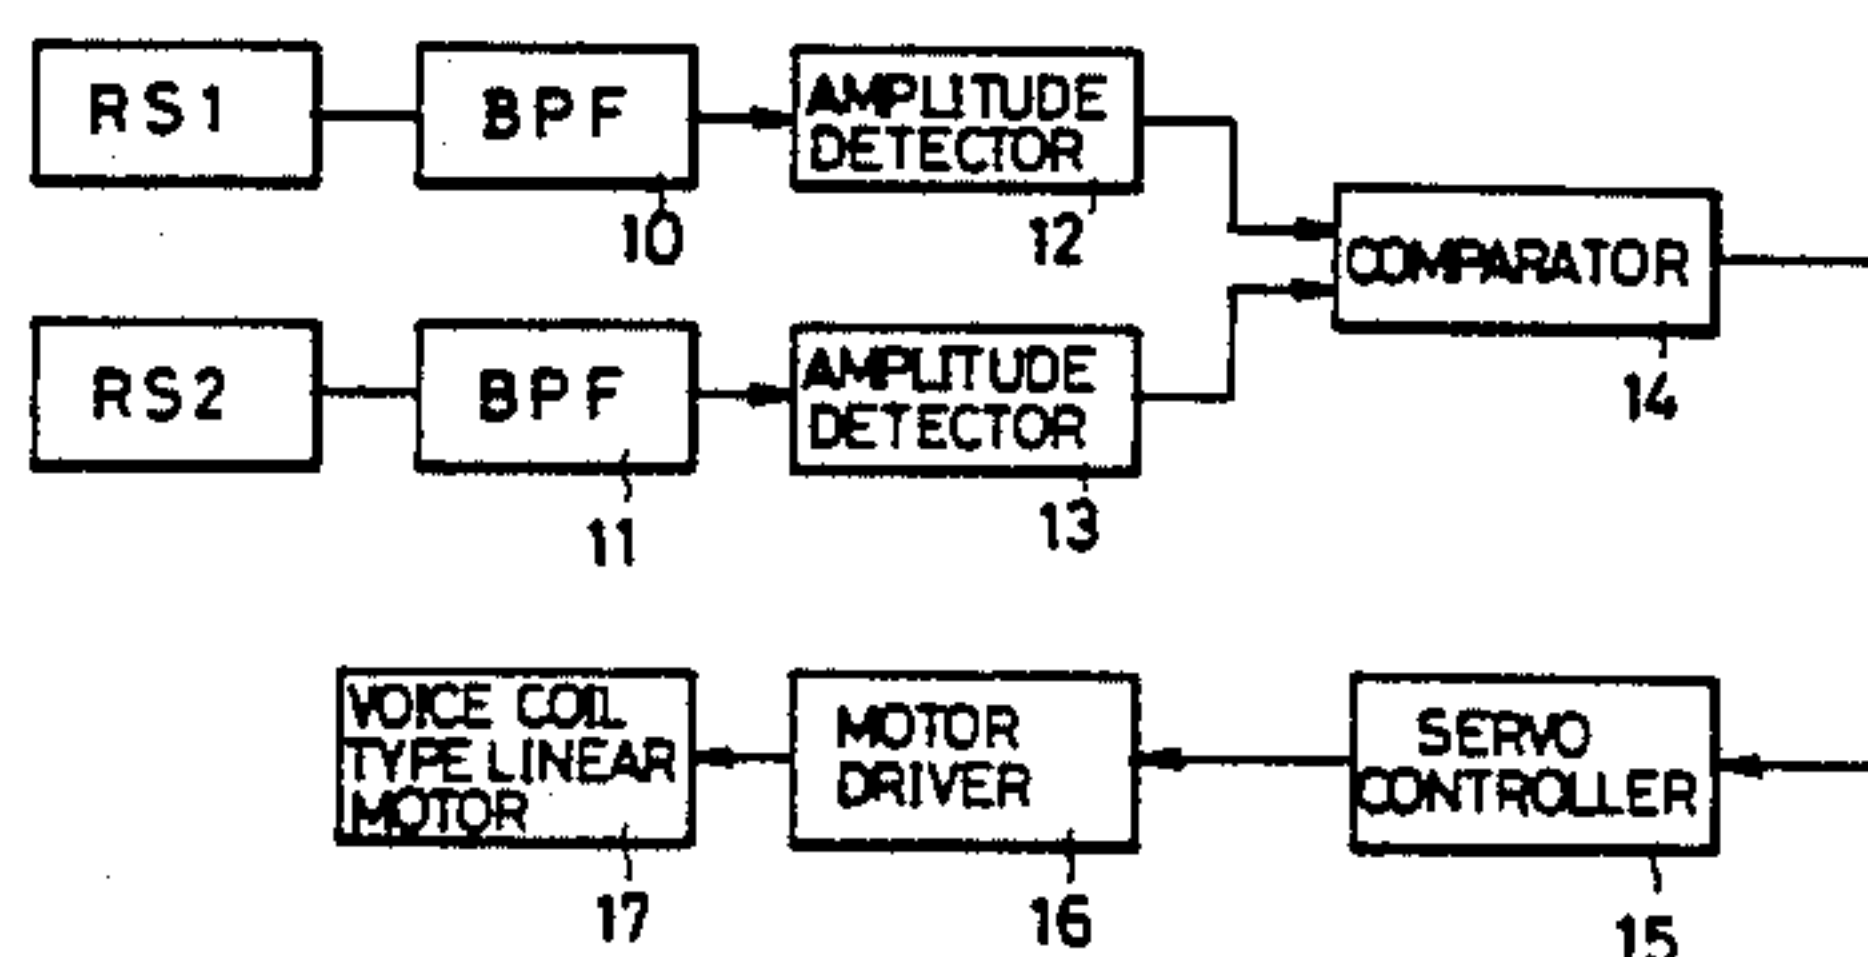 RS1
BPF
10
AMPLITUDE
DETECTOR
12
RS2
BPF
11
AMPLITUDE
DETECTOR
13
COMPARATOR
14
VOICE COIL
TYPE LINEAR
MOTOR
17
MOTOR
DRIVER
16
SERVO
CONTROLLER
15